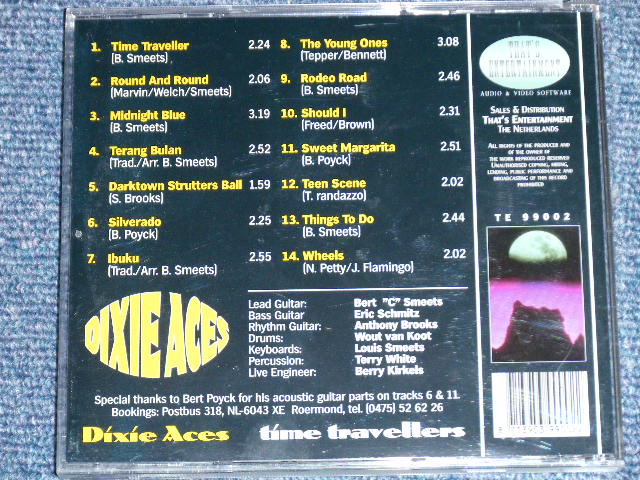 1. Time Traveller 2.24
(B. Smeets)
2. Round And Round 2.06
(Marvin/Welch/Smeets)
3. Midnight Blue 3.19
(B. Smeets)
4. Terang Bulan 2.52
(Trad./Arr. B. Smeets)
5. Darktown Strutters Ball 1.59
(S. Brooks)
6. Silverado 2.25
(B. Poyck)
7. Ibuku 2.55
(Trad./Arr. B. Smeets)
8. The Young Ones 3.08
(Tepper/Bennett)
9. Rodeo Road 2.46
(B. Smeets)
10. Should I 2.31
(Freed/Brown)
11. Sweet Margarita 2.51
(B. Poyck)
12. Teen Scene 2.02
(T. randazzo)
13. Things To Do 2.44
(B. Smeets)
14. Wheels 2.02
(N. Petty/J. Flamingo)
DIXIE ACES
Lead Guitar: Bert "C" Smeets
Bass Guitar Eric Schmitz
Rhythm Guitar: Anthony Brooks
Drums: Wout van Koot
Keyboards: Louis Smeets
Percussion: Terry White
Live Engineer: Berry Kirkels
Special thanks to Bert Poyck for his acoustic guitar parts on tracks 6 & 11.
Bookings: Postbus 318, NL-6043 XE Roermond, tel. (0475) 52 62 26
Dixie Aces time travellers
THAT'S
ENTERTAINMENT
AUDIO & VIDEO SOFTWARE
SALES & DISTRIBUTION
THAT'S ENTERTAINMENT
THE NETHERLANDS
ALL RIGHTS OF THE PRODUCER AND
OF THE OWNER OF
THE WORK REPRODUCED RESERVED
UNAUTHORISED COPYING, HIRING,
LENDING, PUBLIC PERFORMANCE AND
BROADCASTING OF THIS RECORD
PROHIBITED
TE 99002